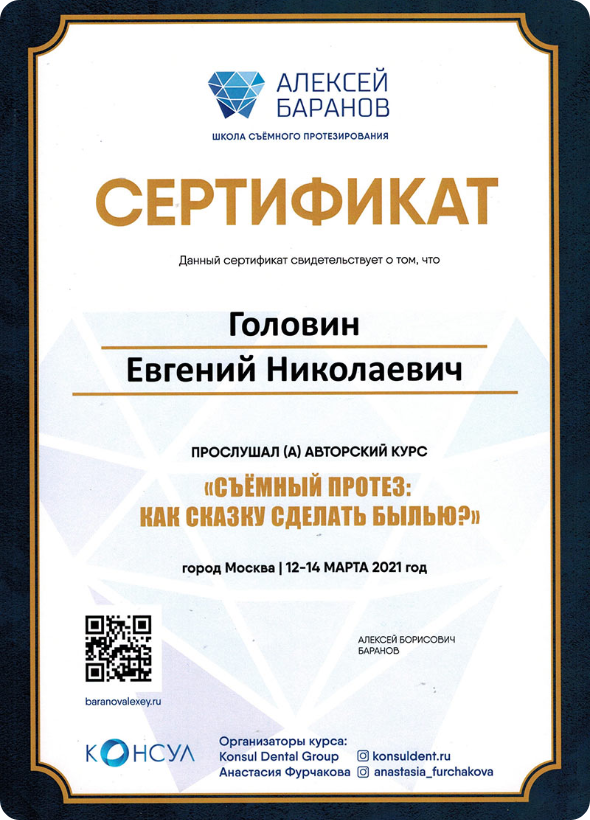 АЛЕКСЕЙ
БАРАНОВ
ШКОЛА СЪЁМНОГО ПРОТЕЗИРОВАНИЯ
СЕРТИФИКАТ
Данный сертификат свидетельствует о том, что
Головин
Евгений Николаевич
ПРОСЛУШАЛ (А) АВТОРСКИЙ КУРС
«СЪЁМНЫЙ ПРОТЕЗ:
КАК СКАЗКУ СДЕЛАТЬ БЫЛЬЮ?»
город Москва | 12-14 МАРТА 2021 год
АЛЕКСЕЙ БОРИСОВИЧ
БАРАНОВ
baranovalexey.ru
КОНСУЛ
Организаторы курса:
Konsul Dental Group konsuldent.ru
Анастасия Фурчакова anastasia_furchakova